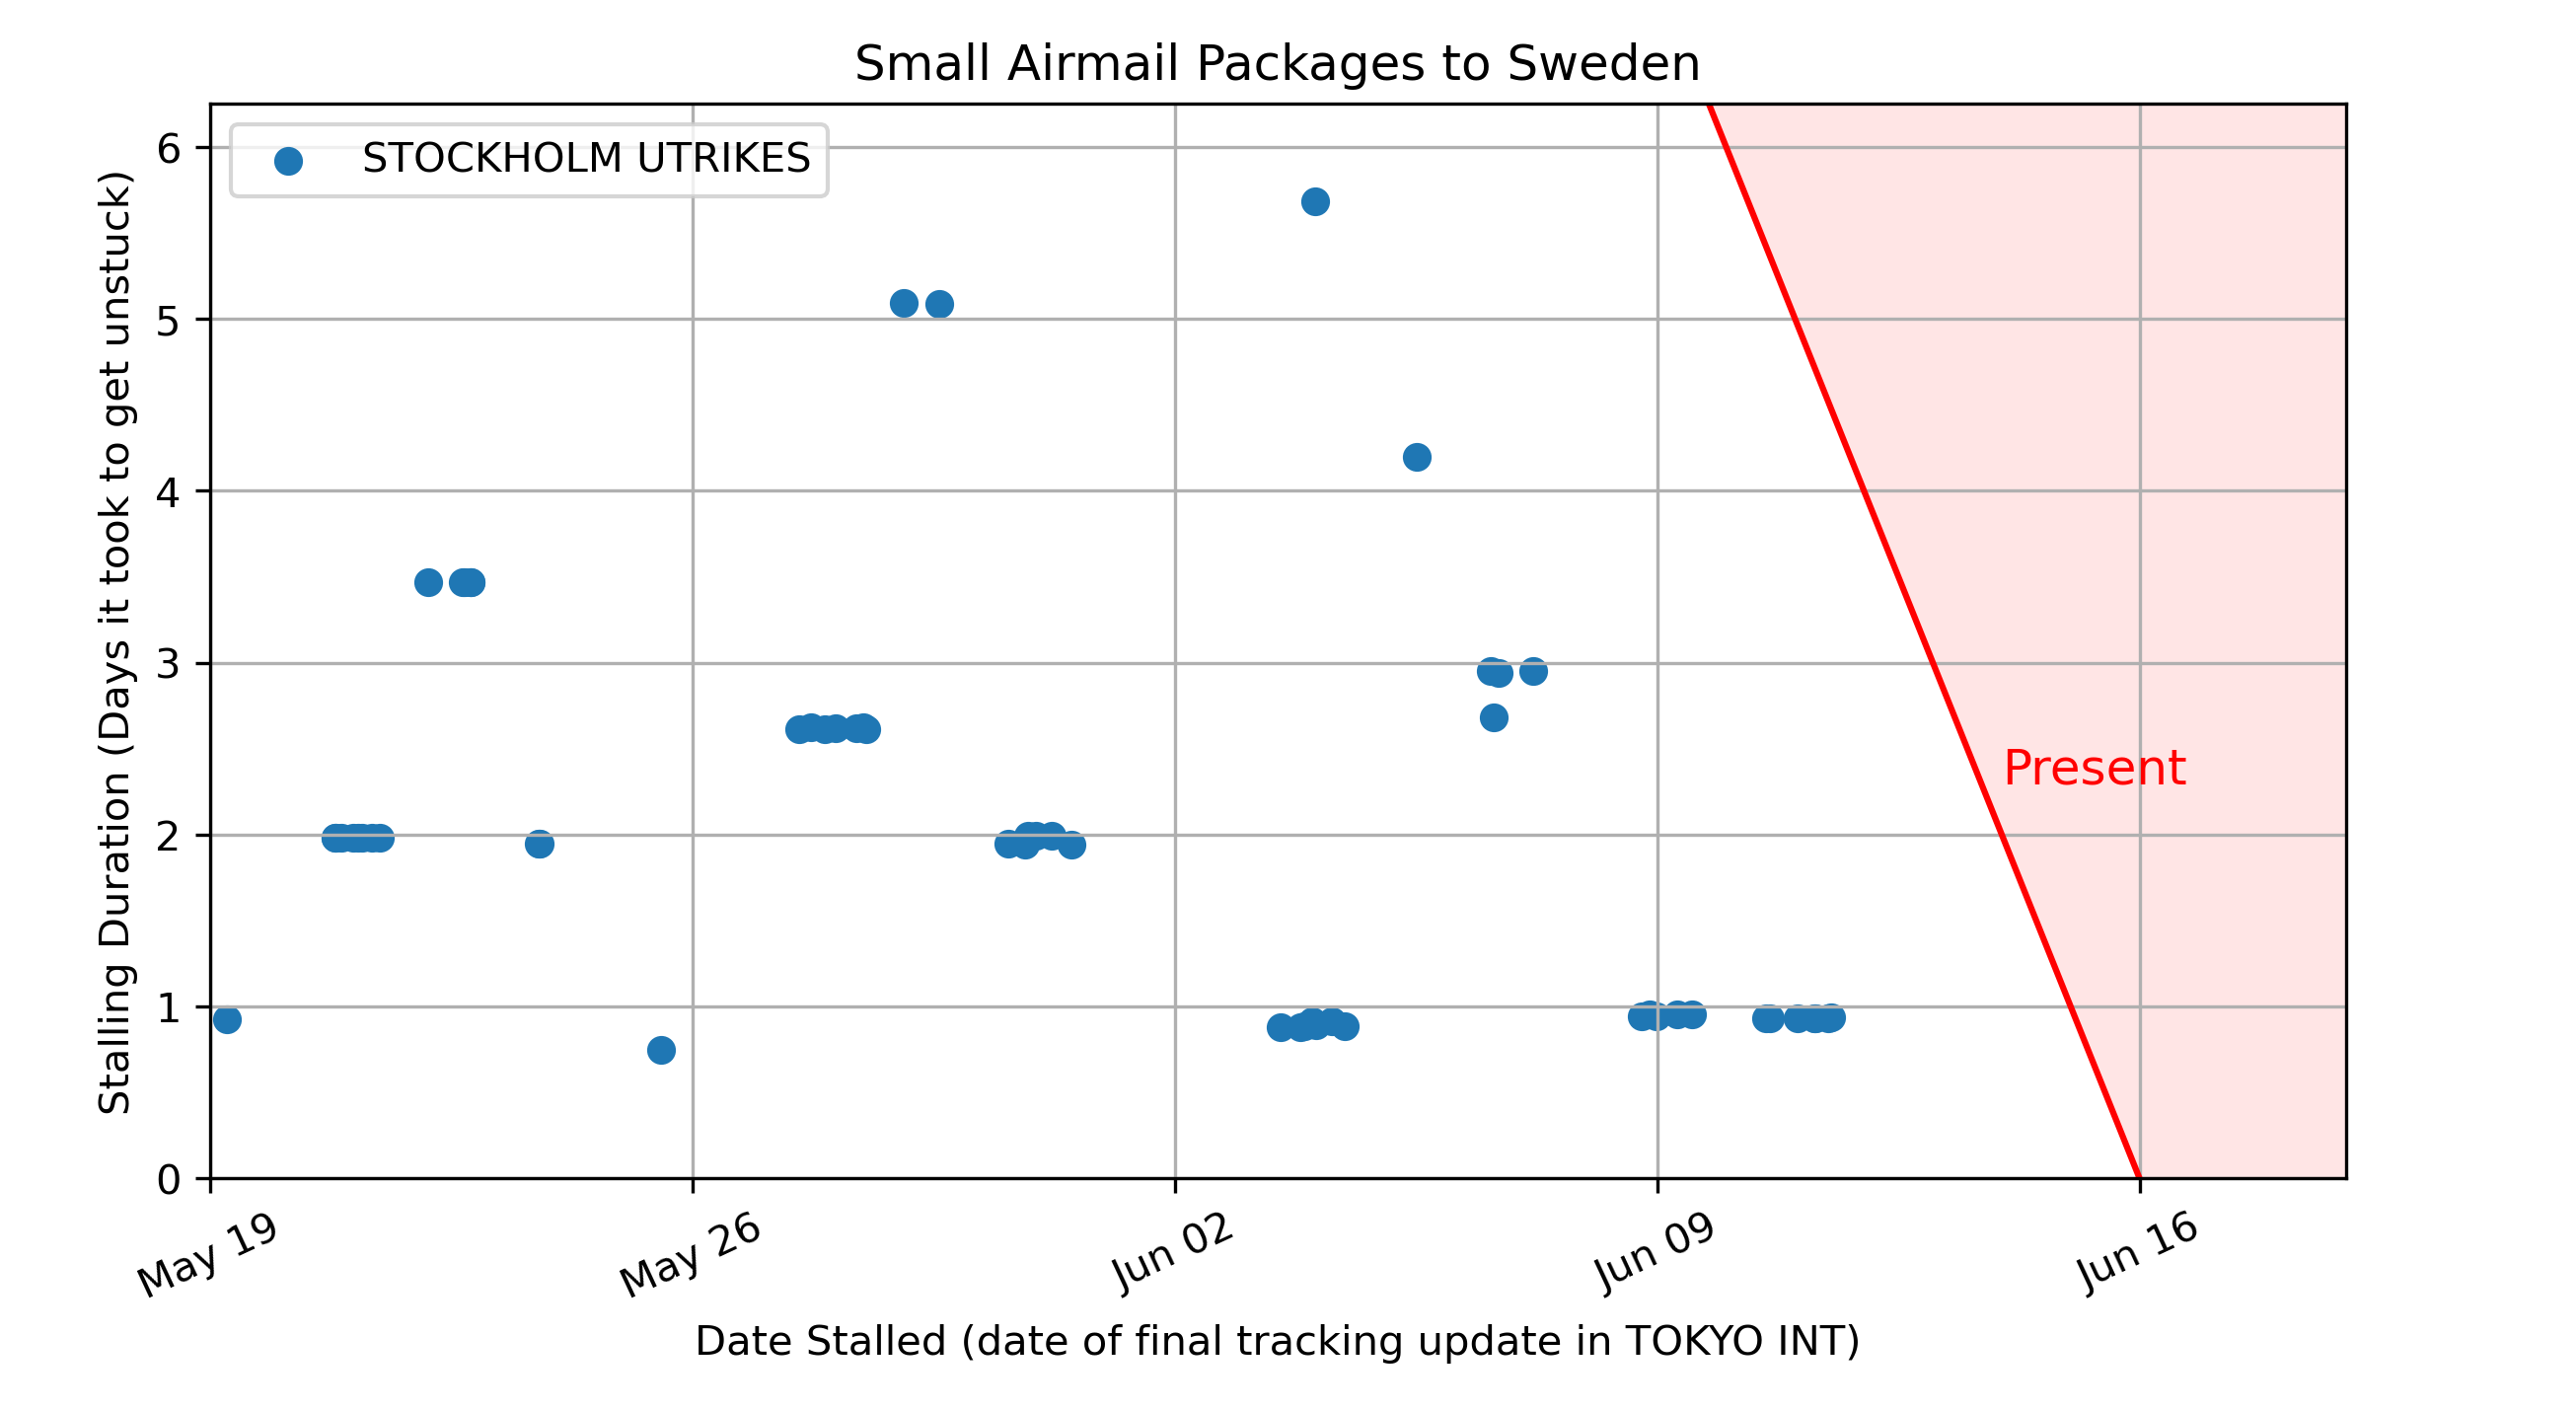 Small Airmail Packages to Sweden
STOCKHOLM UTRIKES
Stalling Duration (Days it took to get unstuck)
6
5
4
3
2
1
0
Present
May 19
May 26
Jun 02
Jun 09
Jun 16
Date Stalled (date of final tracking update in TOKYO INT)